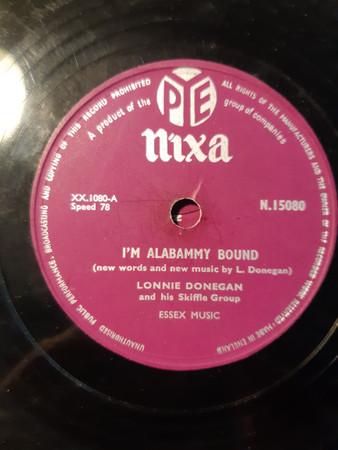 PYE
A product of the group of companies
nixa
XX.1080-A
Speed 78
N.15080
I'M ALABAMMY BOUND
(new words and new music by L. Donegan)
LONNIE DONEGAN
and his Skiffle Group
ESSEX MUSIC
ALL RIGHTS OF THE MANUFACTURERS AND THE OWNER OF THE RECORDED WORK RESERVED · MADE IN ENGLAND
UNAUTHORISED PUBLIC PERFORMANCE · BROADCASTING AND COPYING OF THIS RECORD PROHIBITED